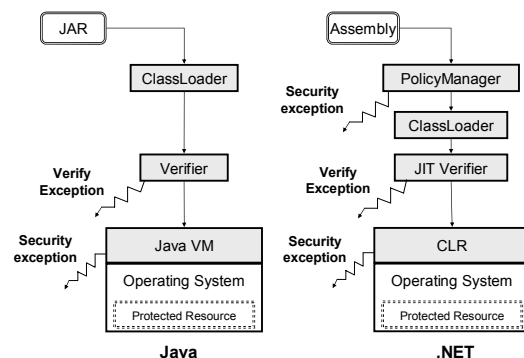 JAR
ClassLoader
Verify
Exception
Verifier
Security
exception
Java VM
Operating System
Protected Resource
Java
Assembly
PolicyManager
Security
exception
ClassLoader
Verify
Exception
JIT Verifier
Security
exception
CLR
Operating System
Protected Resource
.NET